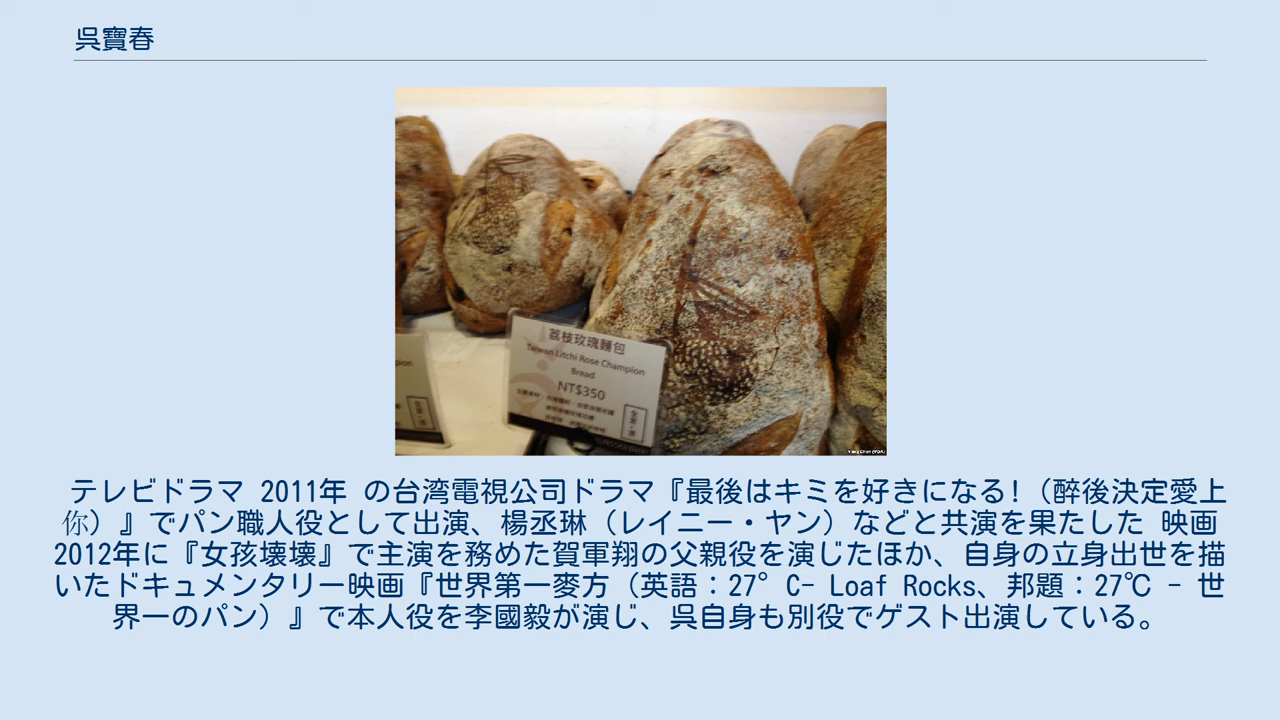 呉寶春
荔枝玫瑰麵包
Taiwan Litchi Rose Champion
Bread
NT$350
pion
テレビドラマ 2011年 の台湾電視公司ドラマ『最後はキミを好きになる!（醉後決定愛上
你）』でパン職人役として出演、楊丞琳（レイニー・ヤン）などと共演を果たした 映画
2012年に『女孩壞壞』で主演を務めた賀軍翔の父親役を演じたほか、自身の立身出世を描
いたドキュメンタリー映画『世界第一麥方（英語：27°C- Loaf Rocks、邦題：27℃ - 世
界一のパン）』で本人役を李國毅が演じ、呉自身も別役でゲスト出演している。